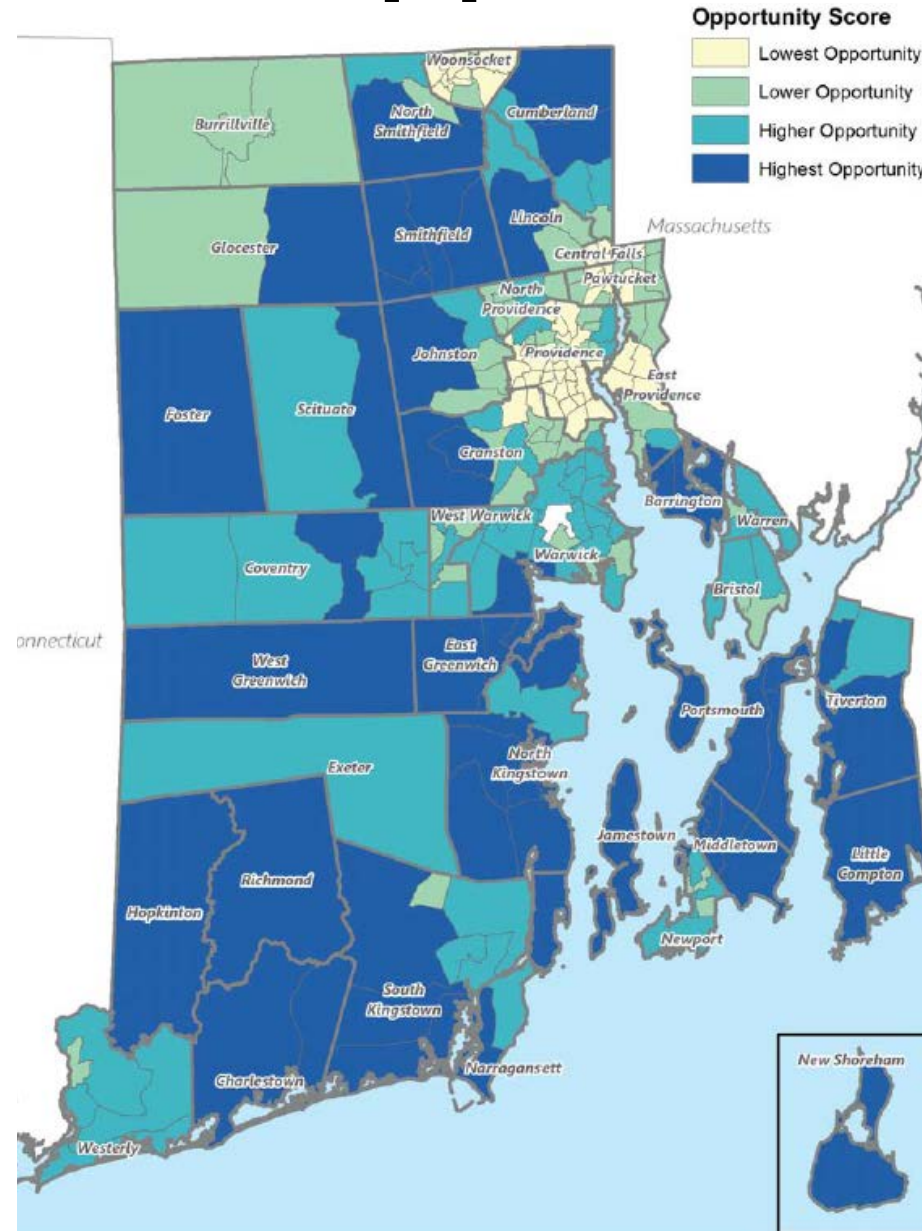 Opportunity Score
Lowest Opportunity
Lower Opportunity
Higher Opportunity
Highest Opportunity
Woonsocket
Burrillville
North
Smithfield
Cumberland
Massachusetts
Glocester
Smithfield
Lincoln
Central Falls
Pawtucket
North
Providence
Johnston
Providence
East
Providence
Foster
Scituate
Cranston
Barrington
West Warwick
Warren
Warwick
Coventry
Bristol
onnecticut
West
Greenwich
East
Greenwich
Portsmouth
Tiverton
North
Kingstown
Exeter
Jamestown
Middletown
Little
Compton
Richmond
Hopkinton
Newport
South
Kingstown
Narragansett
Charlestown
New Shoreham
Westerly